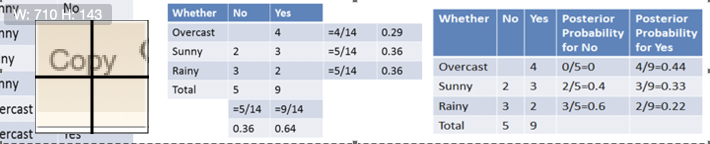 No
W: 710 H: 143
nny
nny
ny
nny
ercast
ercast Yes
Copy
Whether No Yes
Overcast 4 =4/14 0.29
Sunny 2 3 =5/14 0.36
Rainy 3 2 =5/14 0.36
Total 5 9
=5/14 =9/14
0.36 0.64
Whether No Yes Posterior Probability for No Posterior Probability for Yes
Overcast 4 0/5=0 4/9=0.44
Sunny 2 3 2/5=0.4 3/9=0.33
Rainy 3 2 3/5=0.6 2/9=0.22
Total 5 9